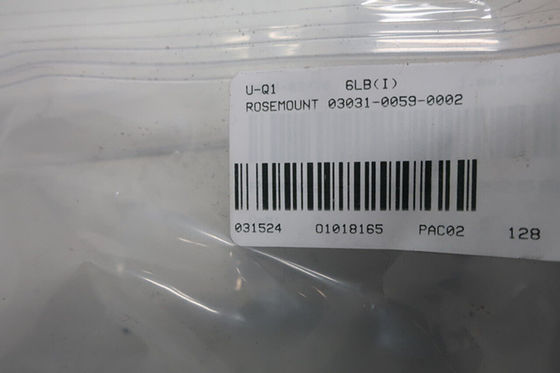 U-Q1 6LB(I)
ROSEMOUNT 03031-0059-0002
031524 01018165 PAC02 128